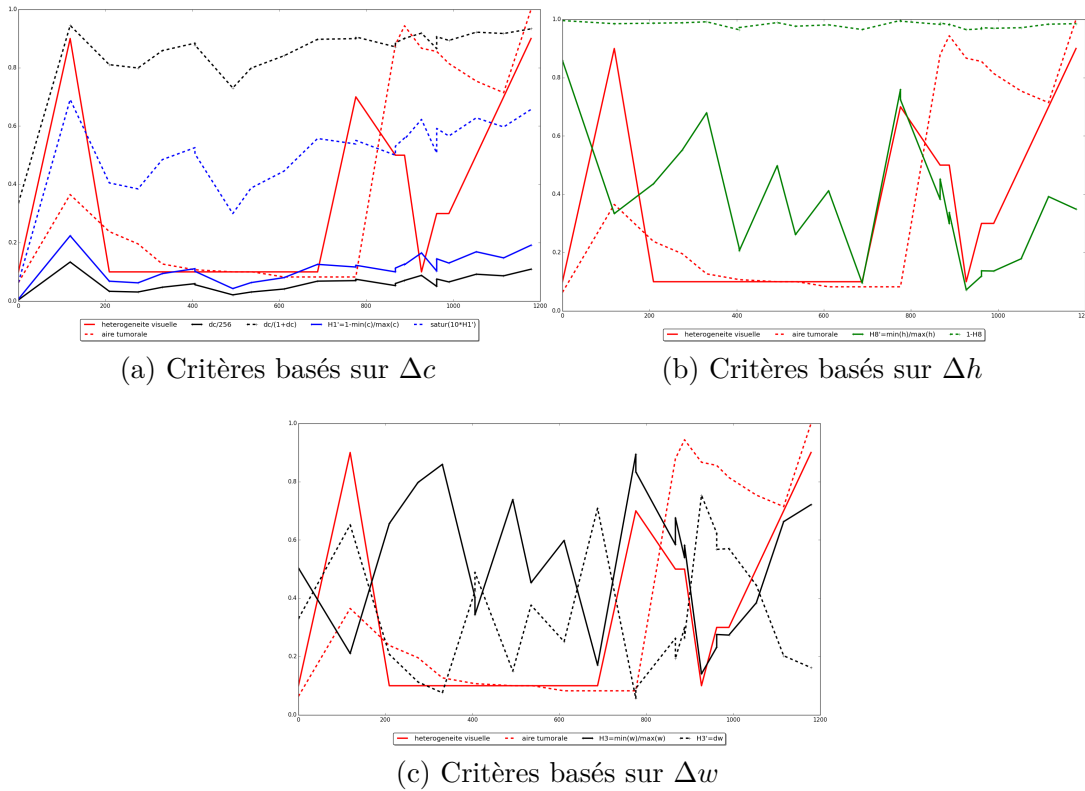 1.0
0.8
0.6
0.4
0.2
0.0
0 200 400 600 800 1000 1200
heterogeneite visuelle dc/256 dc/(1+dc) H1'=1-min(c)/max(c) satur(10*H1')
aire tumorale
(a) Critères basés sur Δc
1.0
0.8
0.6
0.4
0.2
0.0
0 200 400 600 800 1000 1200
heterogeneite visuelle aire tumorale H8'=min(h)/max(h) 1-H8
(b) Critères basés sur Δh
1.0
0.8
0.6
0.4
0.2
0.0
0 200 400 600 800 1000 1200
heterogeneite visuelle aire tumorale H3=min(w)/max(w) H3'=dw
(c) Critères basés sur Δw